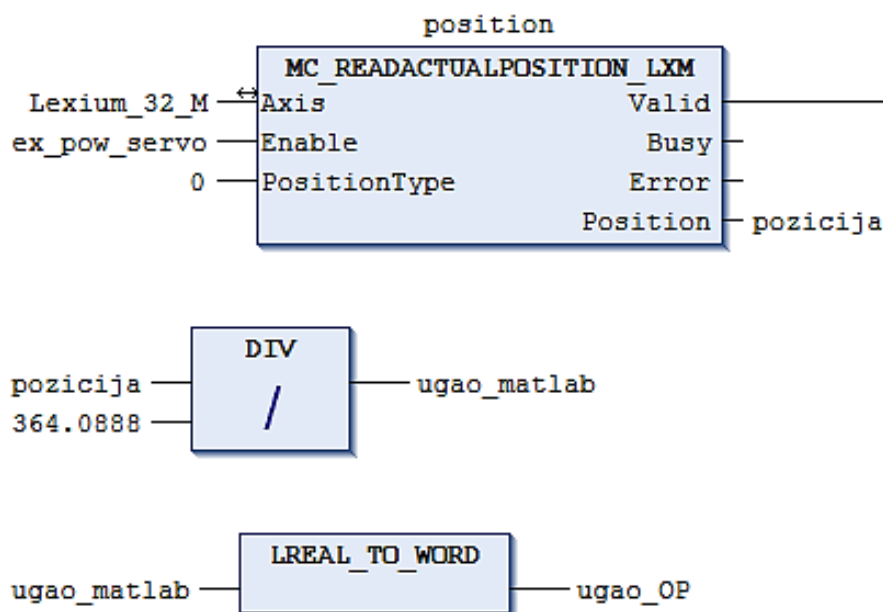 position
MC_READACTUALPOSITION_LXM
Lexium_32_M Axis Valid
ex_pow_servo Enable Busy
0 PositionType Error
Position pozicija
DIV
pozicija / ugao_matlab
364.0888
LREAL_TO_WORD
ugao_matlab ugao_OP